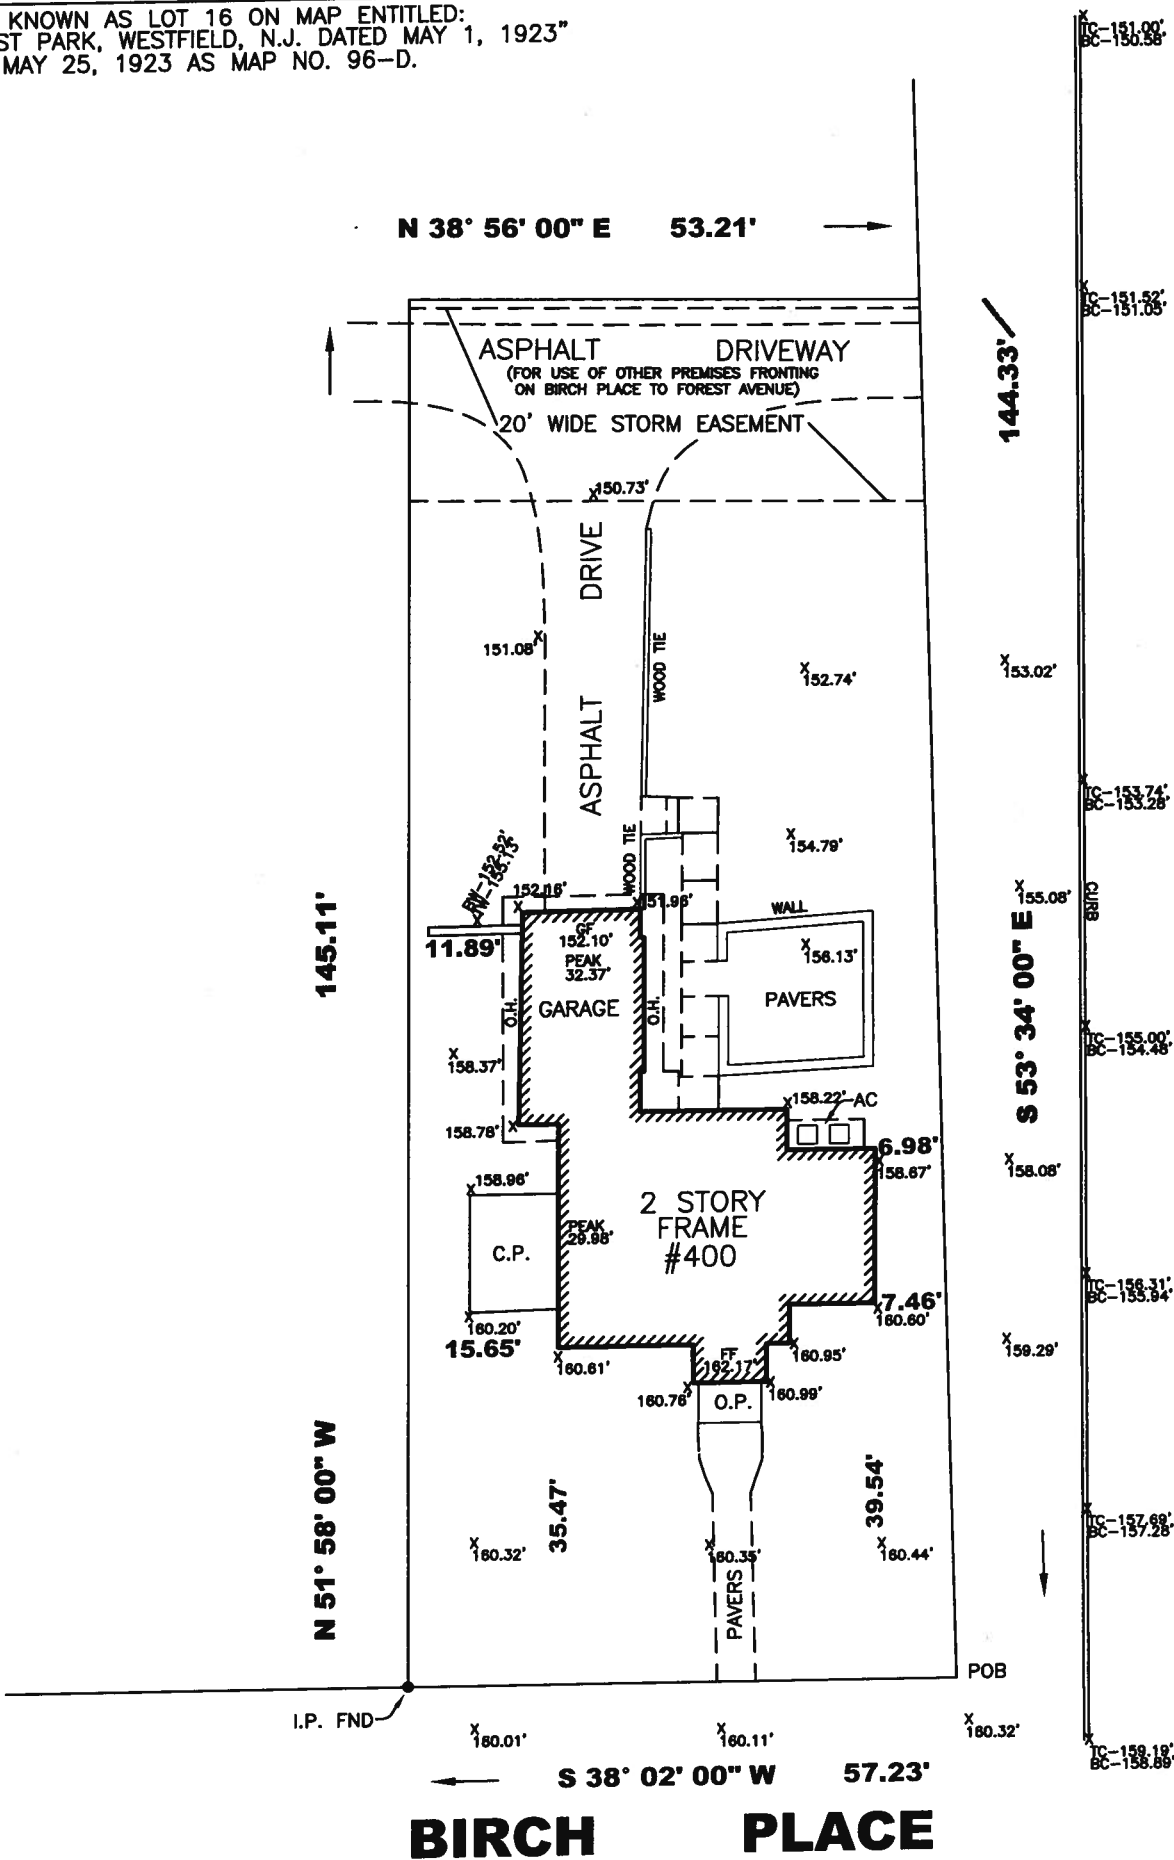 KNOWN AS LOT 16 ON MAP ENTITLED:
ST PARK, WESTFIELD, N.J. DATED MAY 1, 1923"
MAY 25, 1923 AS MAP NO. 96-D.
TC-151.00'
BC-150.58'
N 38° 56' 00" E 53.21'
TC-151.52'
BC-151.05'
144.33'
ASPHALT DRIVEWAY
(FOR USE OF OTHER PREMISES FRONTING
ON BIRCH PLACE TO FOREST AVENUE)
20' WIDE STORM EASEMENT
150.73'
ASPHALT DRIVE
151.08'
WOOD TIE
152.74'
153.02'
TC-153.74'
BC-153.28'
WOOD TIE
154.79'
BW-152.52'
TW-155.13'
152.16'
151.96'
WALL
155.08'
CURB
145.11'
11.89'
GF
152.10'
PEAK
32.37'
156.13'
PAVERS
GARAGE
O.H.
O.H.
S 53° 34' 00" E
TC-155.00'
BC-154.48'
158.37'
158.22'
AC
158.78'
6.98'
158.67'
158.08'
158.96'
2 STORY
FRAME
#400
PEAK
29.98'
C.P.
TC-156.31'
BC-155.94'
7.46'
160.60'
160.20'
15.65'
160.61'
FF
162.17'
160.95'
159.29'
160.76'
160.99'
O.P.
N 51° 58' 00" W
35.47'
39.54'
TC-157.69'
BC-157.28'
160.32'
160.35'
160.44'
PAVERS
POB
I.P. FND
160.01'
160.11'
160.32'
TC-159.19'
BC-158.89'
S 38° 02' 00" W 57.23'
BIRCH PLACE